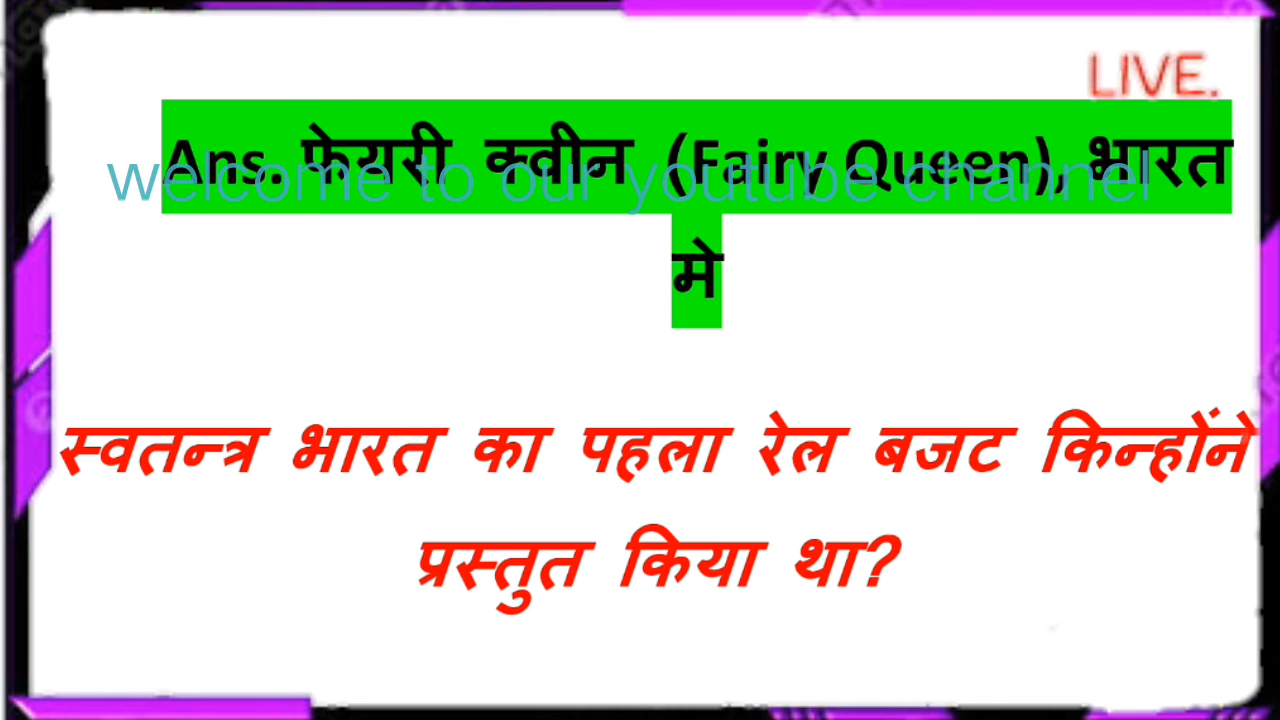 LIVE.
Ans. फेयरी क्वीन (Fairy Queen), भारत
welcome to our youtube channel
मे
स्वतन्त्र भारत का पहला रेल बजट किन्होंने
प्रस्तुत किया था?